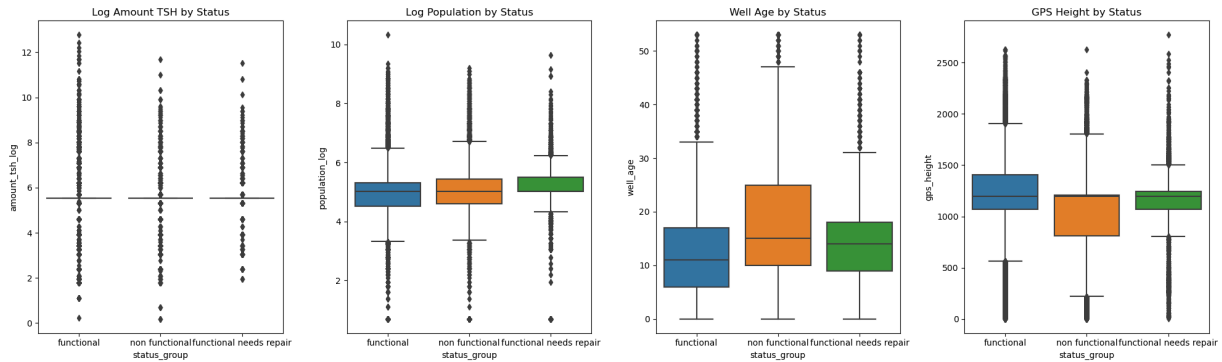 Log Amount TSH by Status
amount_tsh_log
12
10
8
6
4
2
0
functional non functional functional needs repair
status_group
Log Population by Status
population_log
10
8
6
4
2
functional non functional functional needs repair
status_group
Well Age by Status
well_age
50
40
30
20
10
0
functional non functional functional needs repair
status_group
GPS Height by Status
gps_height
2500
2000
1500
1000
500
0
functional non functional functional needs repair
status_group